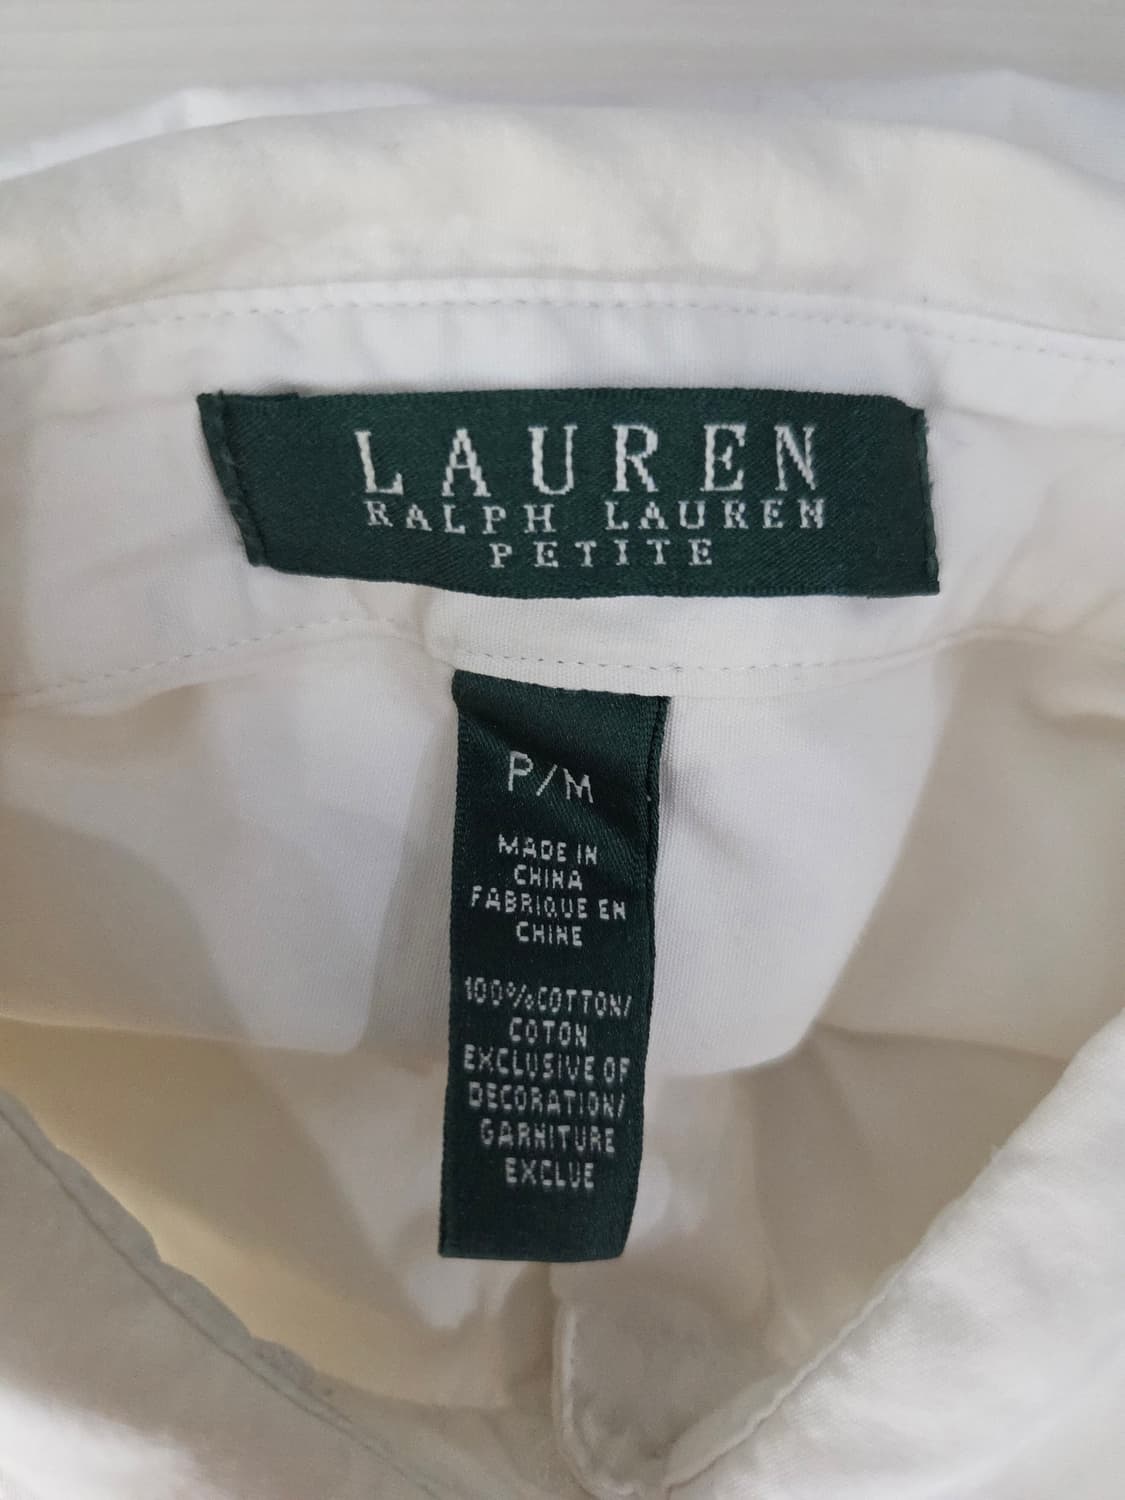 LAUREN
RALPH LAUREN
PETITE
P/M
MADE IN
CHINA
FABRIQUE EN
CHINE
100%COTTON/
COTON
EXCLUSIVE OF
DECORATION/
GARNITURE
EXCLUE